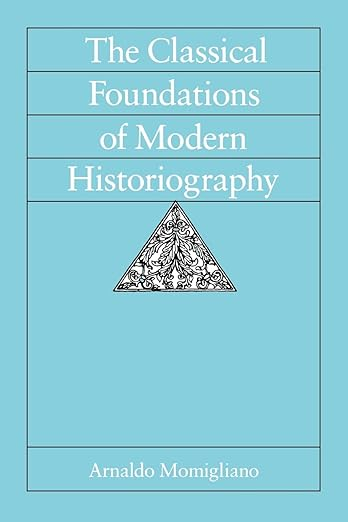 The Classical
Foundations
of Modern
Historiography
Arnaldo Momigliano